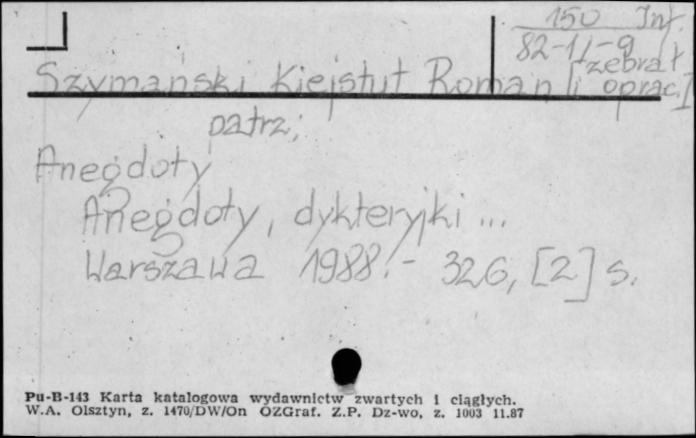 150 Inf.
82-1/-9
Szymański Kiejstut Roman [i zebrał oprac.]
patrz;
Anegdoty
Anegdoty, dykteryjki ...
Warszawa 1988.- 326, [2] s.
Pu-B-143 Karta katalogowa wydawnictw zwartych i ciągłych.
W.A. Olsztyn, z. 1470/DW/On OZGraf. Z.P. Dz-wo, z. 1003 11.87